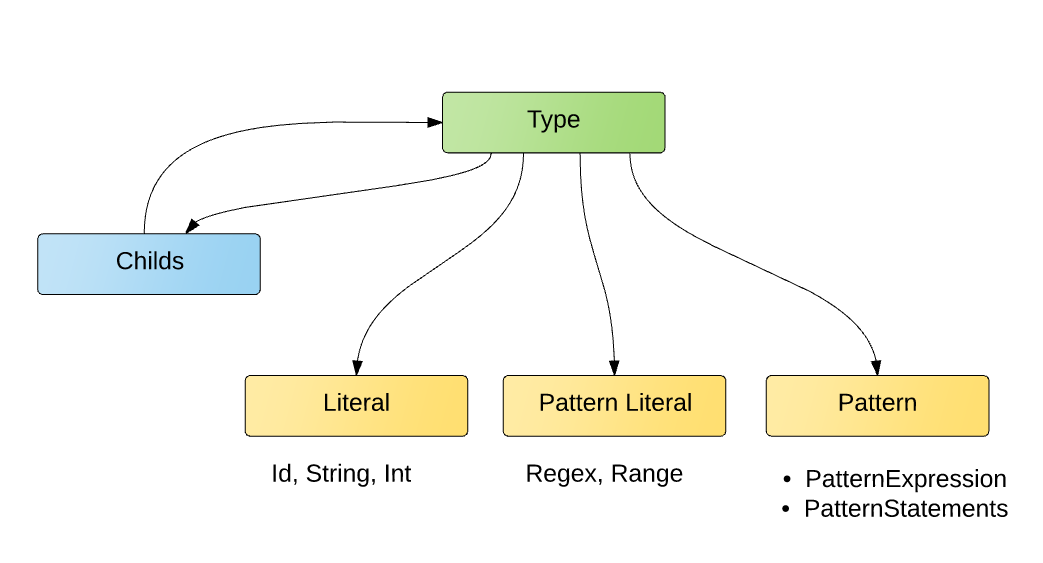 Type
Childs
Literal
Pattern Literal
Pattern
Id, String, Int
Regex, Range
• PatternExpression
• PatternStatements